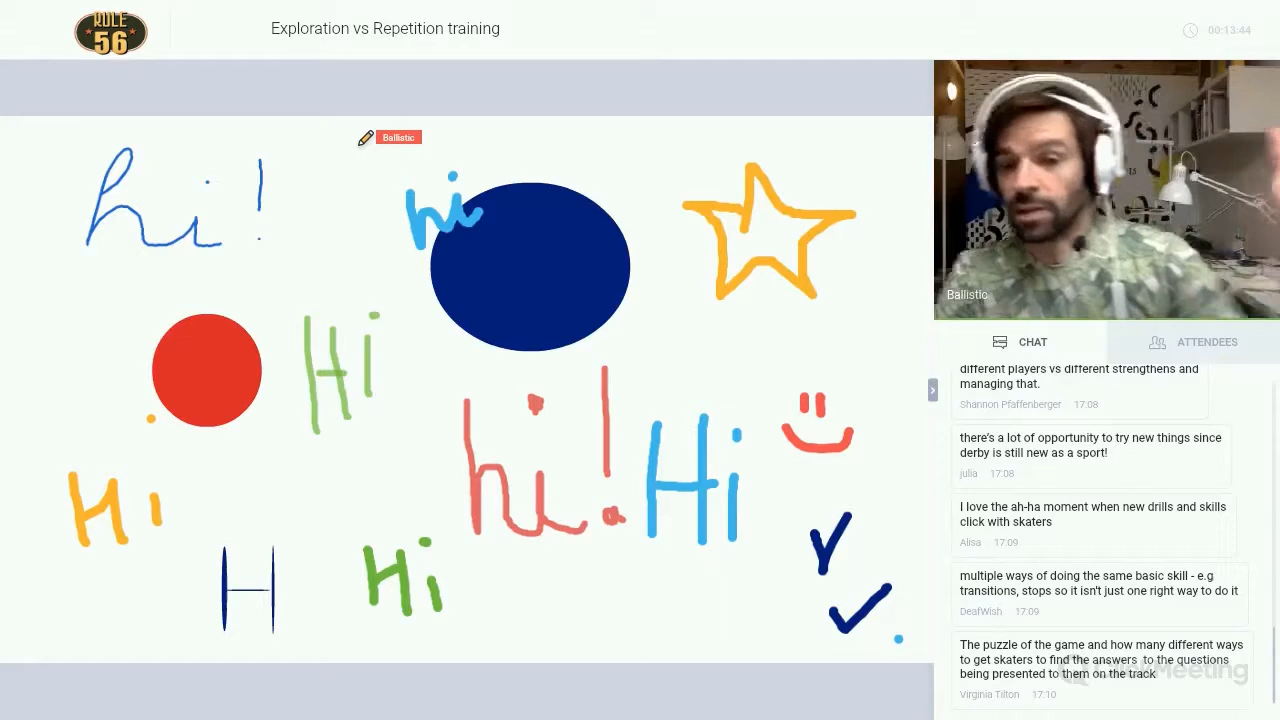 RULE
56
Exploration vs Repetition training
00:13:44
Ballistic
hi!
hi
Hi
hi!
Hi
Hi
H
Hi
Ballistic
CHAT
ATTENDEES
different players vs different strengthens and
managing that.
Shannon Pfaffenberger 17:08
there's a lot of opportunity to try new things since
derby is still new as a sport!
julia 17:08
I love the ah-ha moment when new drills and skills
click with skaters
Alisa 17:09
multiple ways of doing the same basic skill - e.g
transitions, stops so it isn't just one right way to do it
DeafWish 17:09
The puzzle of the game and how many different ways
to get skaters to find the answers to the questions
being presented to them on the track
Virginia Tilton 17:10
ClickMeeting